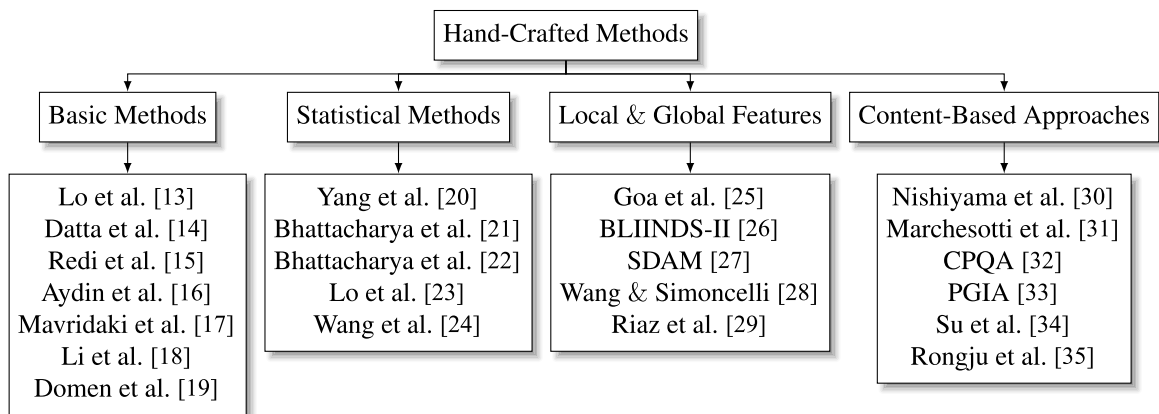 Hand-Crafted Methods
Basic Methods
Statistical Methods
Local & Global Features
Content-Based Approaches
Lo et al. [13]
Datta et al. [14]
Redi et al. [15]
Aydin et al. [16]
Mavridaki et al. [17]
Li et al. [18]
Domen et al. [19]
Yang et al. [20]
Bhattacharya et al. [21]
Bhattacharya et al. [22]
Lo et al. [23]
Wang et al. [24]
Goa et al. [25]
BLIINDS-II [26]
SDAM [27]
Wang & Simoncelli [28]
Riaz et al. [29]
Nishiyama et al. [30]
Marchesotti et al. [31]
CPQA [32]
PGIA [33]
Su et al. [34]
Rongju et al. [35]